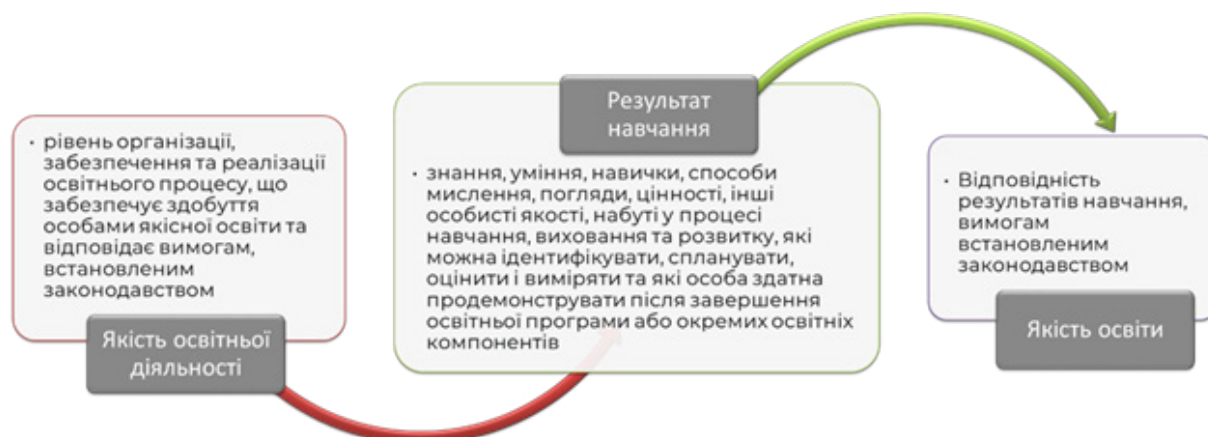 · рівень організації,
забезпечення та реалізації
освітнього процесу, що
забезпечує здобуття
особами якісної освіти та
відповідає вимогам,
встановленим
законодавством
Якість освітньої
діяльності
Результат
навчання
· знання, уміння, навички, способи
мислення, погляди, цінності, інші
особисті якості, набуті у процесі
навчання, виховання та розвитку, які
можна ідентифікувати, спланувати,
оцінити і виміряти та які особа здатна
продемонструвати після завершення
освітньої програми або окремих освітніх
компонентів
· Відповідність
результатів навчання,
вимогам
встановленим
законодавством
Якість освіти